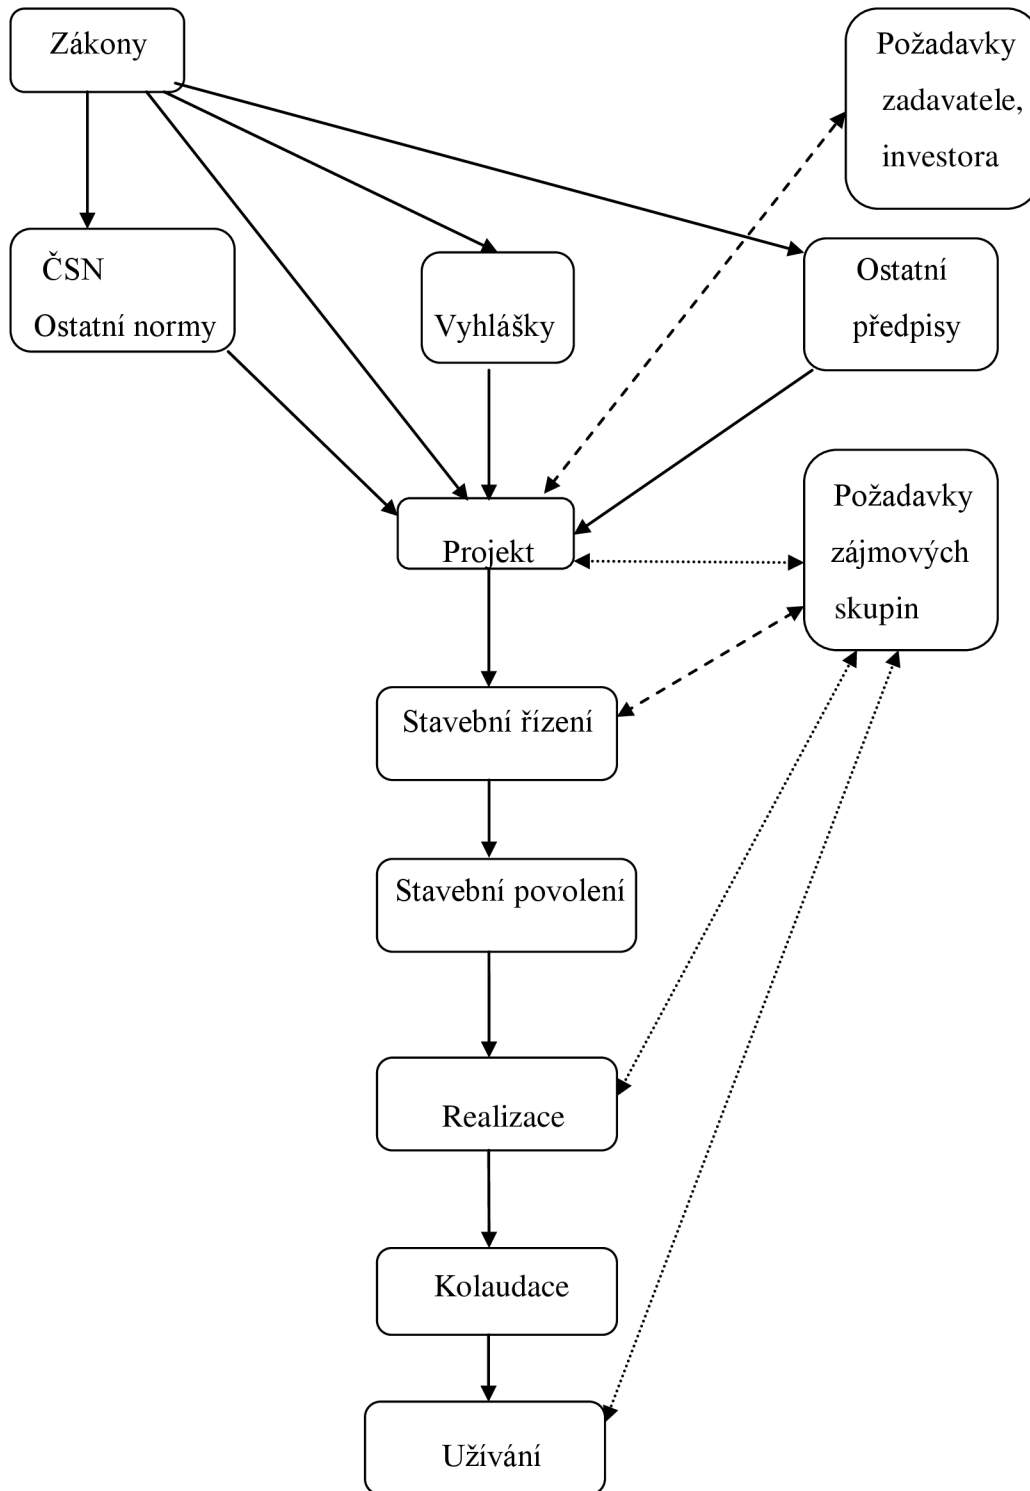 Zákony
Požadavky
zadavatele,
investora
ČSN
Ostatní normy
Vyhlášky
Ostatní
předpisy
Projekt
Požadavky
zájmových
skupin
Stavební řízení
Stavební povolení
Realizace
Kolaudace
Užívání